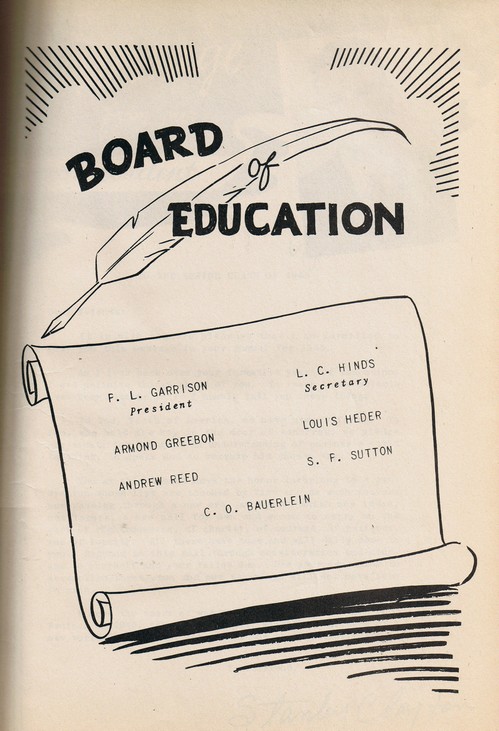 BOARD
of
EDUCATION
F. L. GARRISON
President
L. C. HINDS
Secretary
ARMOND GREEBON
LOUIS HEDER
ANDREW REED
S. F. SUTTON
C. O. BAUERLEIN